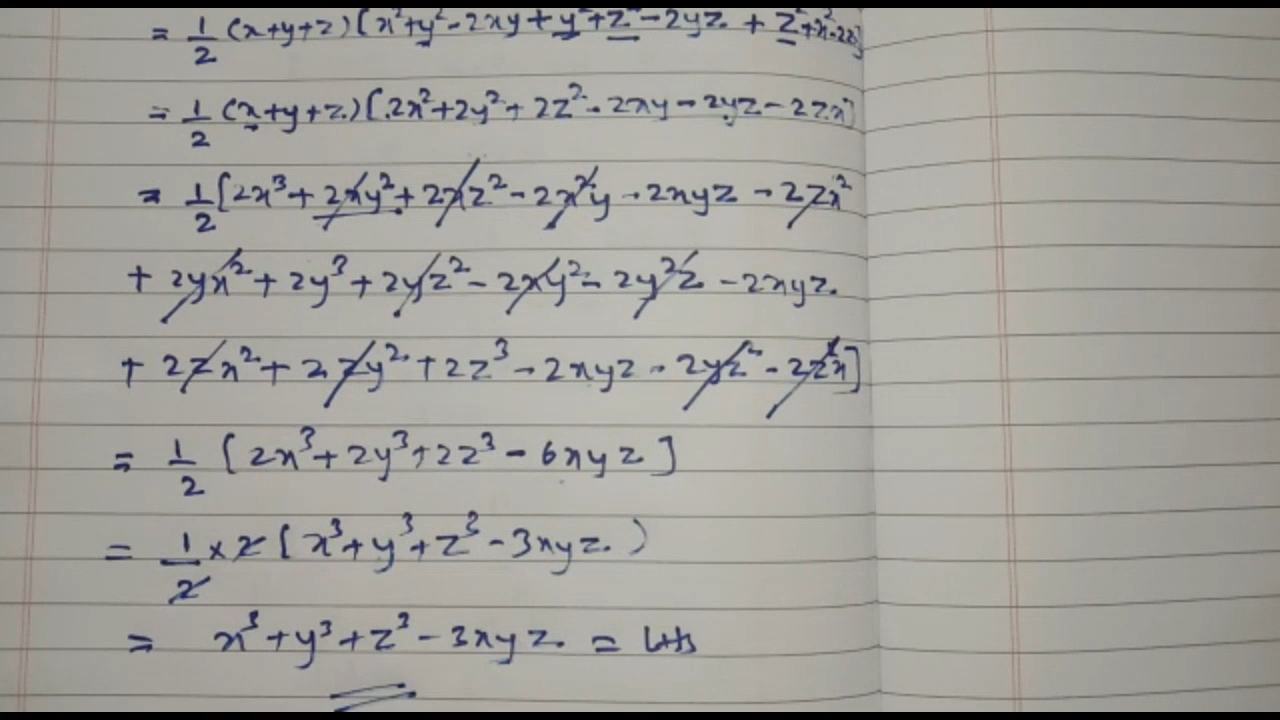 = 1/2 (x+y+z) [x²+y²-2xy+y²+z²-2yz + z²+x²-2zx]
= 1/2 (x+y+z) [2x²+2y²+2z²-2xy-2yz-2zx]
= 1/2 [2x³+2xy²+2xz²-2x²y-2xyz-2zx²
+ 2yx²+2y³+2yz²-2xy²-2y²z-2xyz
+ 2zx²+2zy²+2z³-2xyz-2yz²-2z²x]
= 1/2 [2x³+2y³+2z³-6xyz]
= 1/2 × 2 [x³+y³+z³-3xyz)
= x³+y³+z³-3xyz = LHS